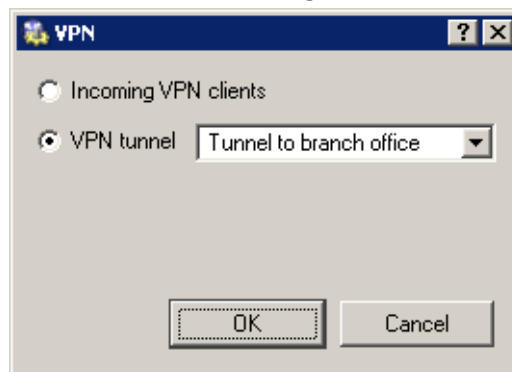 VPN
Incoming VPN clients
VPN tunnel Tunnel to branch office
OK Cancel